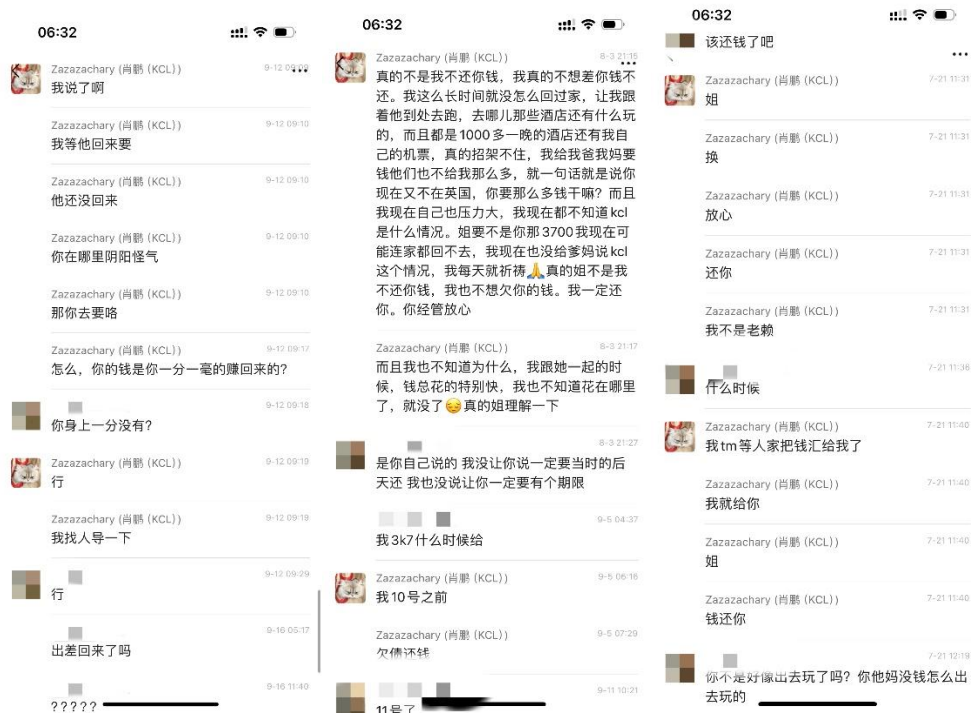 06:32
Zazazachary (肖鹏 (KCL))
我说了啊
Zazazachary (肖鹏 (KCL)) 9-12 09:10
我等他回来要
Zazazachary (肖鹏 (KCL)) 9-12 09:10
他还没回来
Zazazachary (肖鹏 (KCL)) 9-12 09:10
你在哪里阴阳怪气
Zazazachary (肖鹏 (KCL)) 9-12 09:10
那你去要咯
Zazazachary (肖鹏 (KCL)) 9-12 09:17
怎么，你的钱是你一分一毫的赚回来的?
9-12 09:18
你身上一分没有?
Zazazachary (肖鹏 (KCL)) 9-12 09:19
行
Zazazachary (肖鹏 (KCL)) 9-12 09:19
我找人导一下
9-12 09:29
行
9-16 05:17
出差回来了吗
9-16 11:40
?????
06:32
Zazazachary (肖鹏 (KCL)) 8-3 21:15
真的不是我不还你钱，我真的不想差你钱不
还。我这么长时间就没怎么回过家，让我跟
着他到处去跑，去哪儿那些酒店还有什么玩
的，而且都是1000多一晚的酒店还有我自
己的机票，真的招架不住，我给我爸我妈要
钱他们也不给我那么多，就一句话就是说你
现在又不在英国，你要那么多钱干嘛？而且
我现在自己也压力大，我现在都不知道kcl
是什么情况。姐要不是你那3700我现在可
能连家都回不去，我现在也没给爹妈说kcl
这个情况，我每天就祈祷🙏真的姐不是我
不还你钱，我也不想欠你的钱。我一定还
你。你经管放心
Zazazachary (肖鹏 (KCL)) 8-3 21:17
而且我也不知道为什么，我跟她一起的时
候，钱总花的特别快，我也不知道花在哪里
了，就没了😔真的姐理解一下
8-3 21:27
是你自己说的 我没让你说一定要当时的后
天还 我也没说让你一定要有个期限
9-5 04:37
我3k7什么时候给
Zazazachary (肖鹏 (KCL)) 9-5 06:16
我10号之前
Zazazachary (肖鹏 (KCL)) 9-5 07:29
欠债还钱
9-11 10:21
11号了
06:32
该还钱了吧
Zazazachary (肖鹏 (KCL)) 7-21 11:31
姐
Zazazachary (肖鹏 (KCL)) 7-21 11:31
换
Zazazachary (肖鹏 (KCL)) 7-21 11:31
放心
Zazazachary (肖鹏 (KCL)) 7-21 11:31
还你
Zazazachary (肖鹏 (KCL)) 7-21 11:31
我不是老赖
7-21 11:36
什么时候
Zazazachary (肖鹏 (KCL)) 7-21 11:40
我tm等人家把钱汇给我了
Zazazachary (肖鹏 (KCL)) 7-21 11:40
我就给你
Zazazachary (肖鹏 (KCL)) 7-21 11:40
姐
Zazazachary (肖鹏 (KCL)) 7-21 11:40
钱还你
7-21 12:19
你不是好像出去玩了吗？你他妈没钱怎么出
去玩的